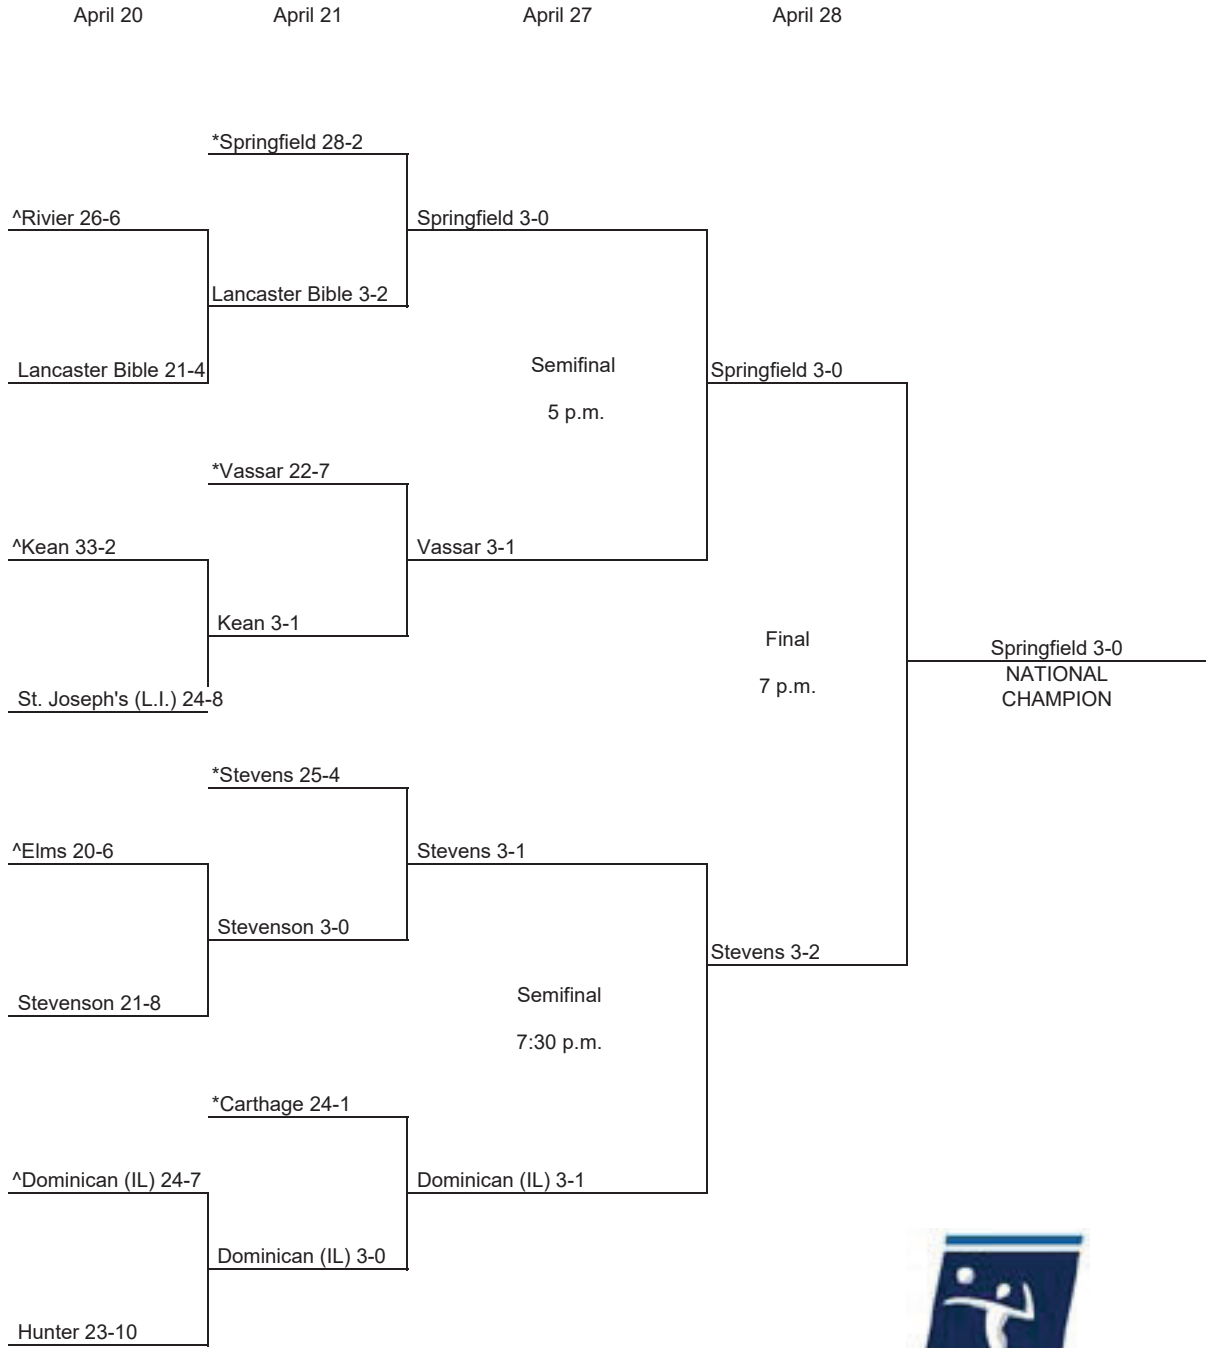 April 20
April 21
April 27
April 28
*Springfield 28-2
^Rivier 26-6
Springfield 3-0
Lancaster Bible 3-2
Lancaster Bible 21-4
Semifinal
5 p.m.
Springfield 3-0
*Vassar 22-7
^Kean 33-2
Vassar 3-1
Kean 3-1
St. Joseph's (L.I.) 24-8
Final
7 p.m.
Springfield 3-0
NATIONAL
CHAMPION
*Stevens 25-4
^Elms 20-6
Stevens 3-1
Stevenson 3-0
Stevenson 21-8
Stevens 3-2
Semifinal
7:30 p.m.
*Carthage 24-1
^Dominican (IL) 24-7
Dominican (IL) 3-1
Dominican (IL) 3-0
Hunter 23-10